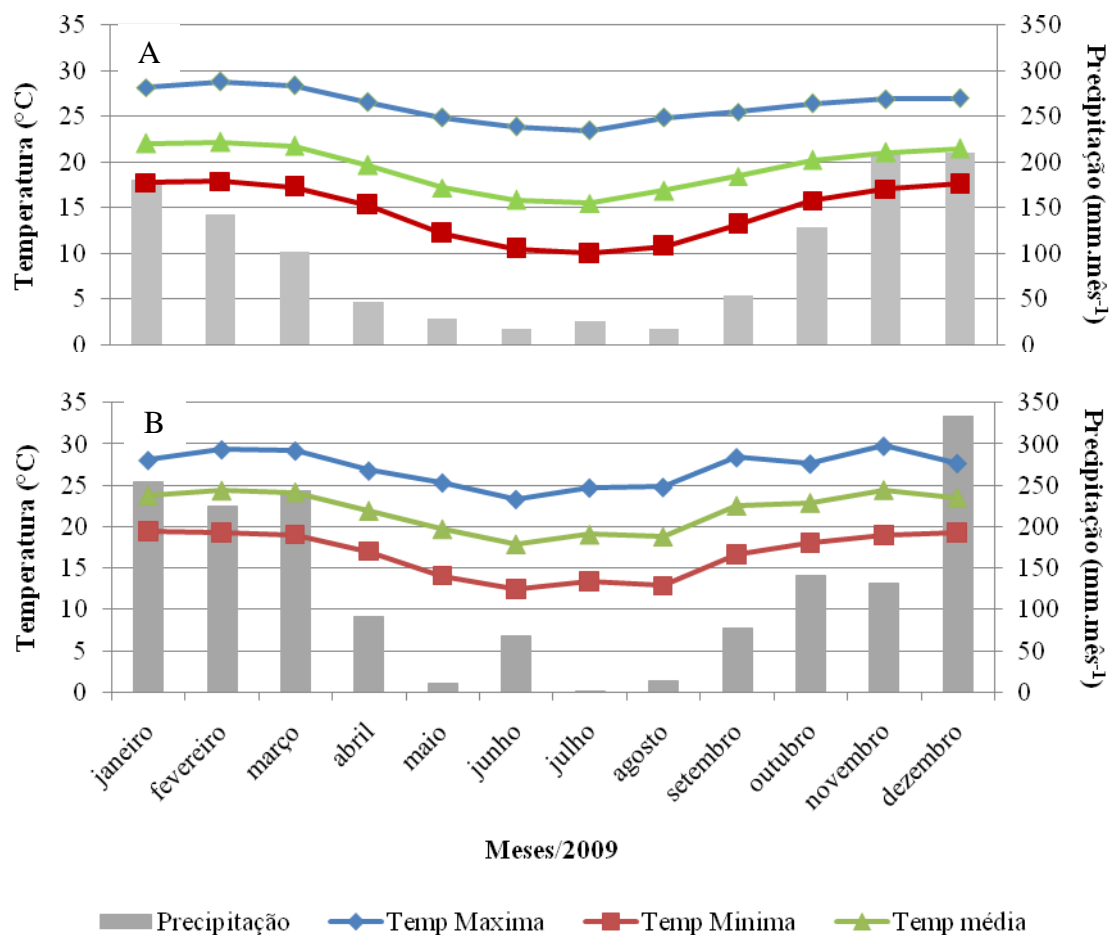 A
Temperatura (°C)
35
30
25
20
15
10
5
0
350
300
250
200
150
100
50
0
Precipitação (mm.mês⁻¹)
B
Temperatura (°C)
35
30
25
20
15
10
5
0
350
300
250
200
150
100
50
0
Precipitação (mm.mês⁻¹)
janeiro
fevereiro
março
abril
maio
junho
julho
agosto
setembro
outubro
novembro
dezembro
Meses/2009
Precipitação Temp Maxima Temp Minima Temp média